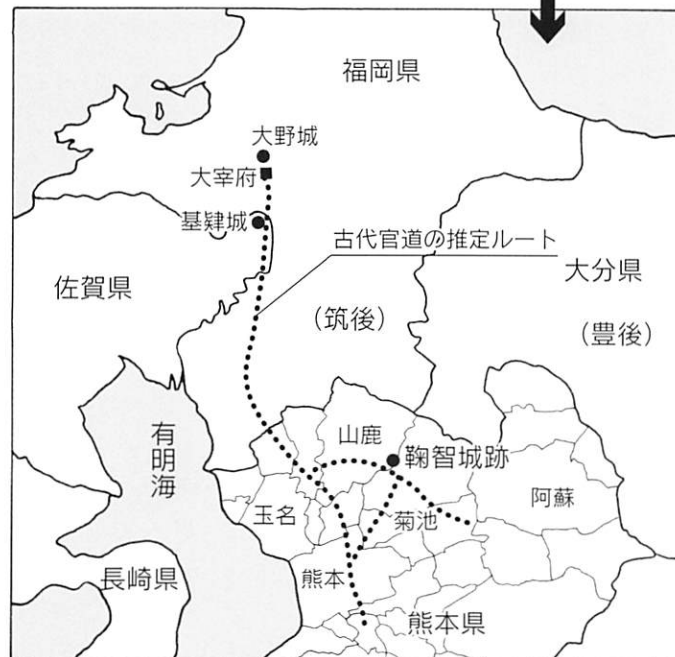 福岡県
大野城
大宰府
基肄城
古代官道の推定ルート
佐賀県
大分県
（筑後）
（豊後）
有明海
山鹿
鞠智城跡
玉名
菊池
阿蘇
長崎県
熊本
熊本県